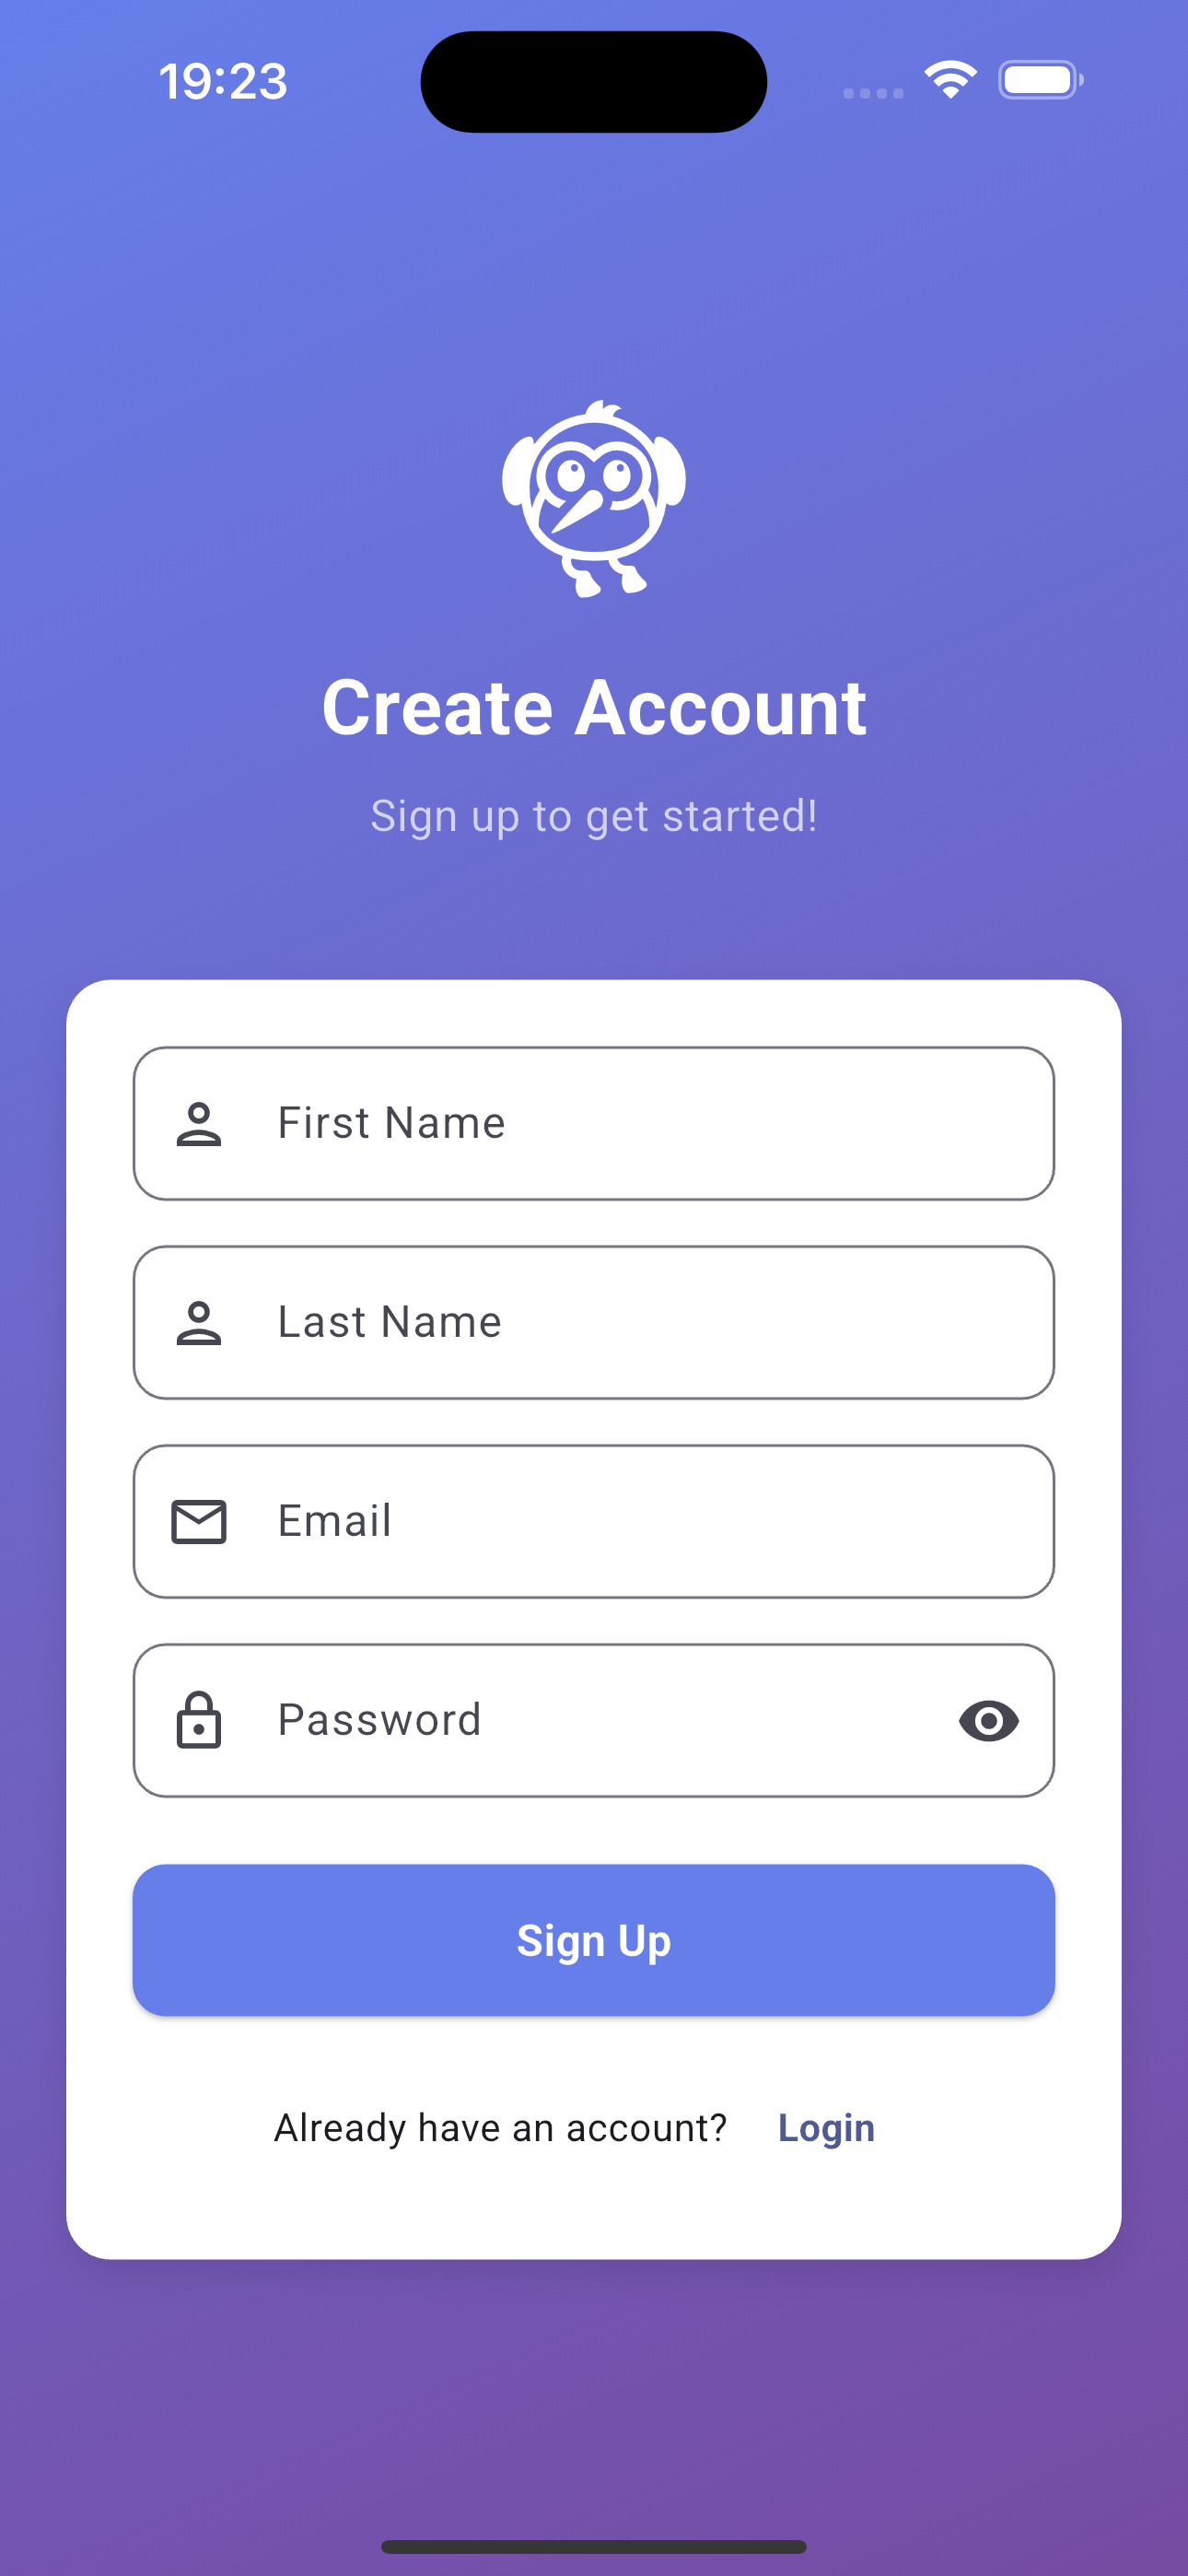 19:23
Create Account
Sign up to get started!
First Name
Last Name
Email
Password
Sign Up
Already have an account? Login